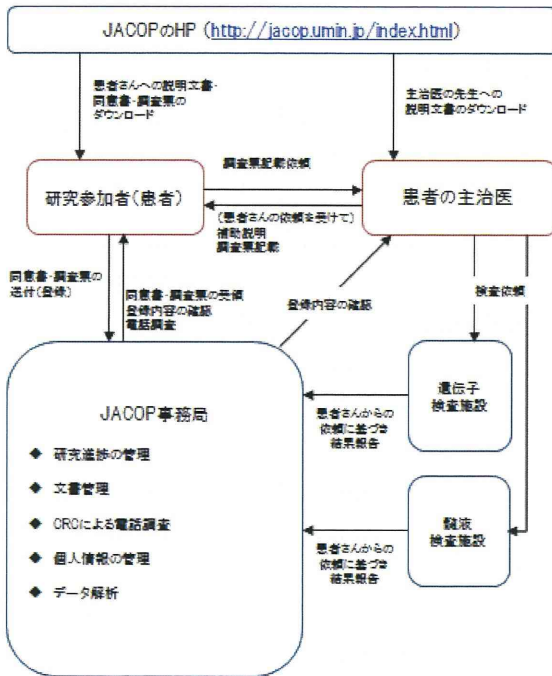 JACOPのHP (http://jacop.umin.jp/index.html)
患者さんへの説明文書・
同意書・調査票の
ダウンロード
主治医の先生への
説明文書のダウンロード
調査票記載依頼
研究参加者(患者)
患者の主治医
(患者さんの依頼を受けて)
補助説明
調査票記載
同意書・調査票の
送付(登録)
同意書・調査票の受領
登録内容の確認
電話調査
登録内容の確認
検査依頼
JACOP事務局
◆ 研究進捗の管理
◆ 文書管理
◆ CRCによる電話調査
◆ 個人情報の管理
◆ データ解析
遺伝子
検査施設
患者さんからの
依頼に基づき
結果報告
髄液
検査施設
患者さんからの
依頼に基づき
結果報告